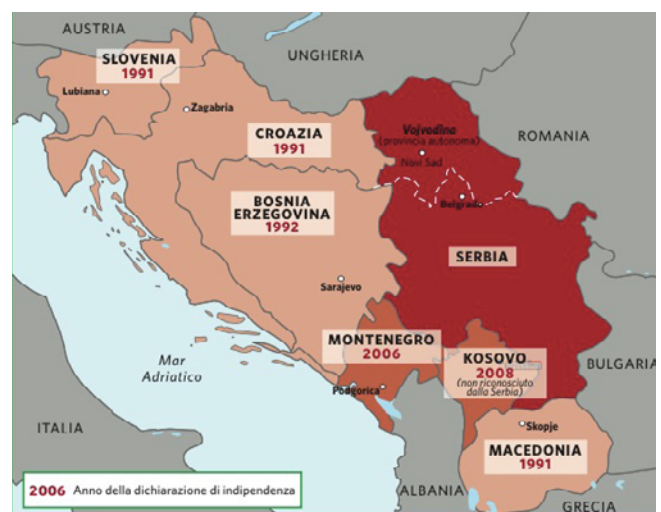 AUSTRIA
UNGHERIA
SLOVENIA
1991
Lubiana
Zagabria
CROAZIA
1991
Vojvodina
(provincia autonoma)
Novi Sad
ROMANIA
BOSNIA
ERZEGOVINA
1992
Belgrado
SERBIA
Sarajevo
MONTENEGRO
2006
KOSOVO
2008
(non riconosciuto
dalla Serbia)
Mar
Adriatico
Podgorica
BULGARIA
ITALIA
Skopje
MACEDONIA
1991
ALBANIA
GRECIA
2006 Anno della dichiarazione di indipendenza